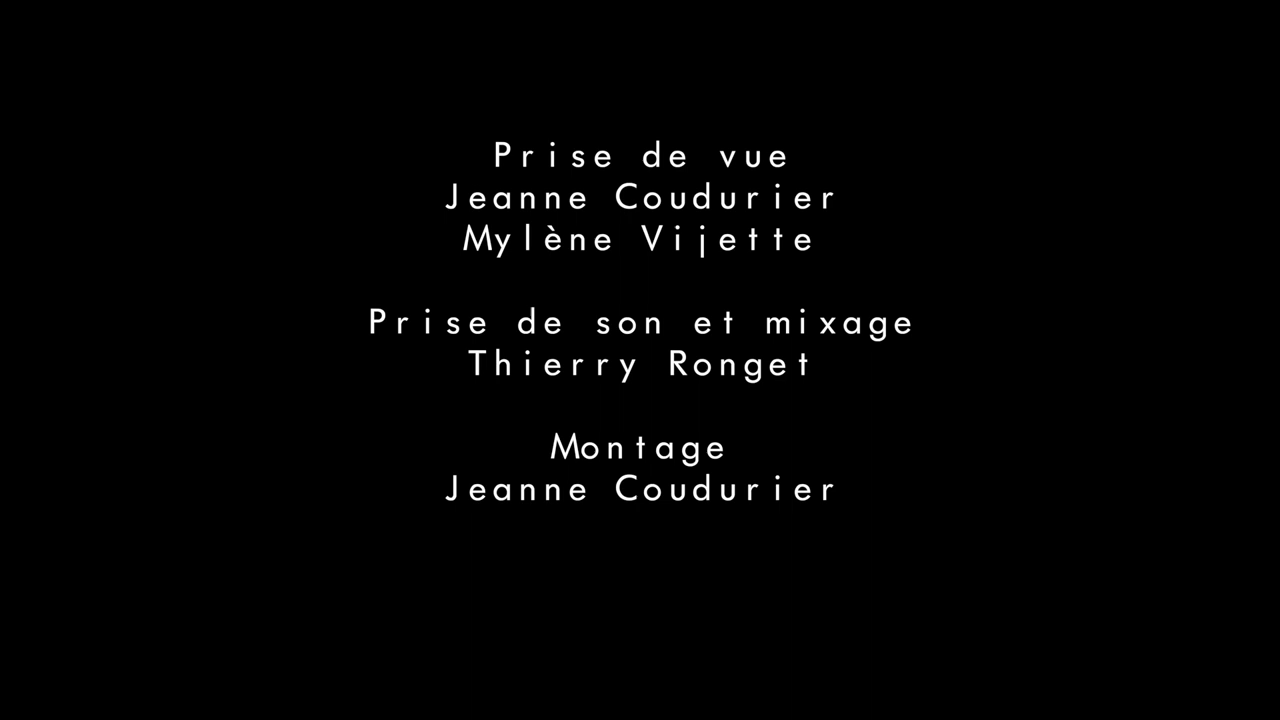 Prise de vue
Jeanne Coudurier
Mylène Vijette
Prise de son et mixage
Thierry Ronget
Montage
Jeanne Coudurier